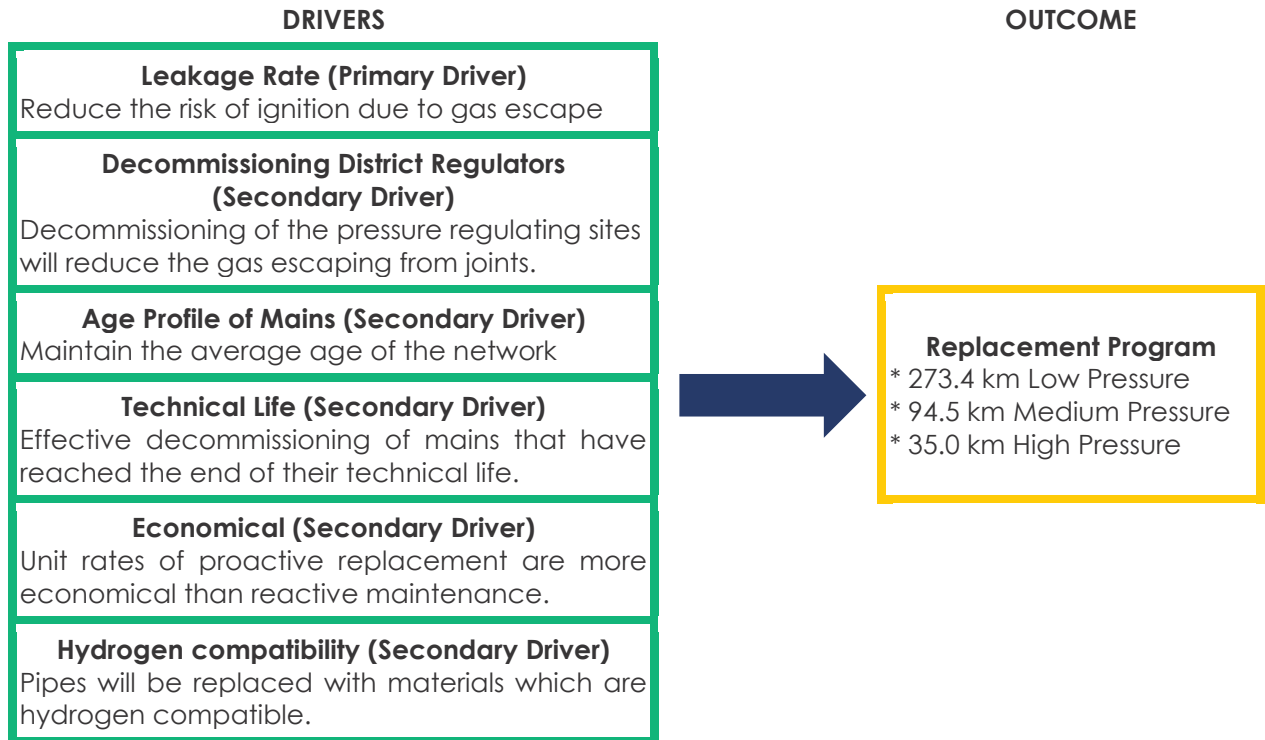 DRIVERS
OUTCOME
Leakage Rate (Primary Driver)
Reduce the risk of ignition due to gas escape
Decommissioning District Regulators
(Secondary Driver)
Decommissioning of the pressure regulating sites
will reduce the gas escaping from joints.
Age Profile of Mains (Secondary Driver)
Maintain the average age of the network
Technical Life (Secondary Driver)
Effective decommissioning of mains that have
reached the end of their technical life.
Economical (Secondary Driver)
Unit rates of proactive replacement are more
economical than reactive maintenance.
Hydrogen compatibility (Secondary Driver)
Pipes will be replaced with materials which are
hydrogen compatible.
Replacement Program
* 273.4 km Low Pressure
* 94.5 km Medium Pressure
* 35.0 km High Pressure